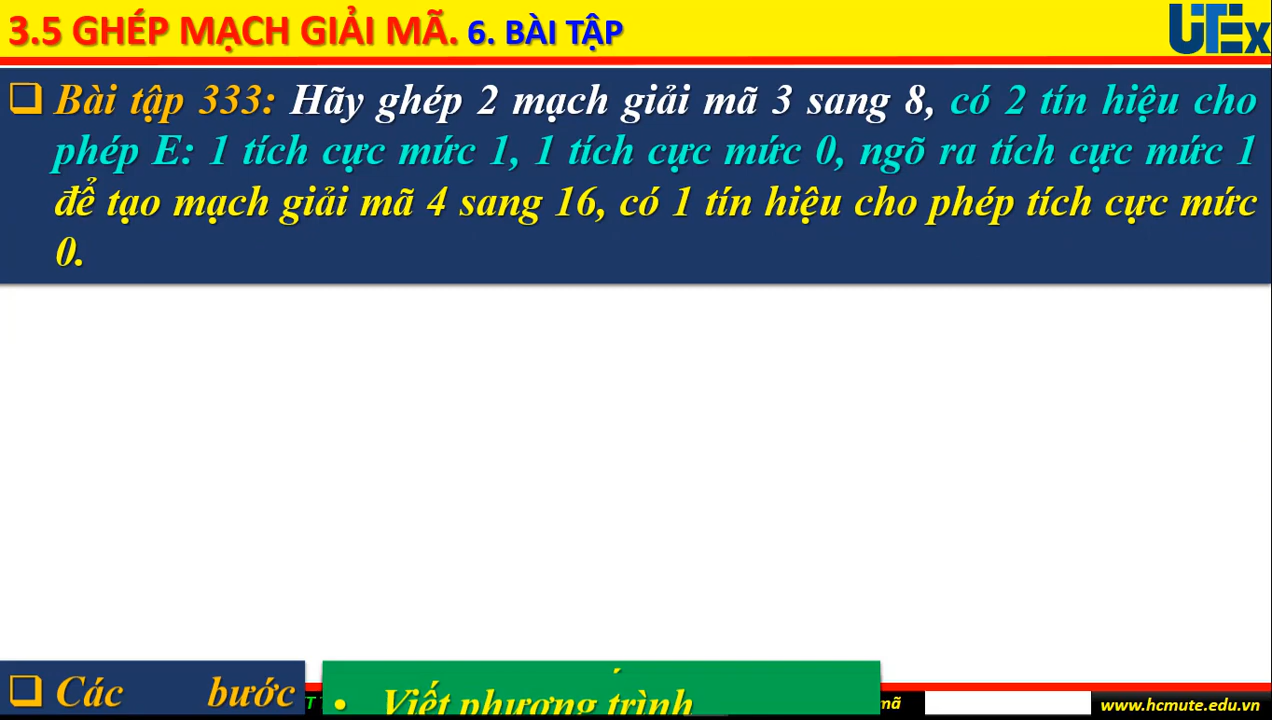 3.5 GHÉP MẠCH GIẢI MÃ. 6. BÀI TẬP
UTEx
Bài tập 333: Hãy ghép 2 mạch giải mã 3 sang 8, có 2 tín hiệu cho
phép E: 1 tích cực mức 1, 1 tích cực mức 0, ngõ ra tích cực mức 1
để tạo mạch giải mã 4 sang 16, có 1 tín hiệu cho phép tích cực mức
0.
Các bước
• Viết phương trình
mã
www.hcmute.edu.vn